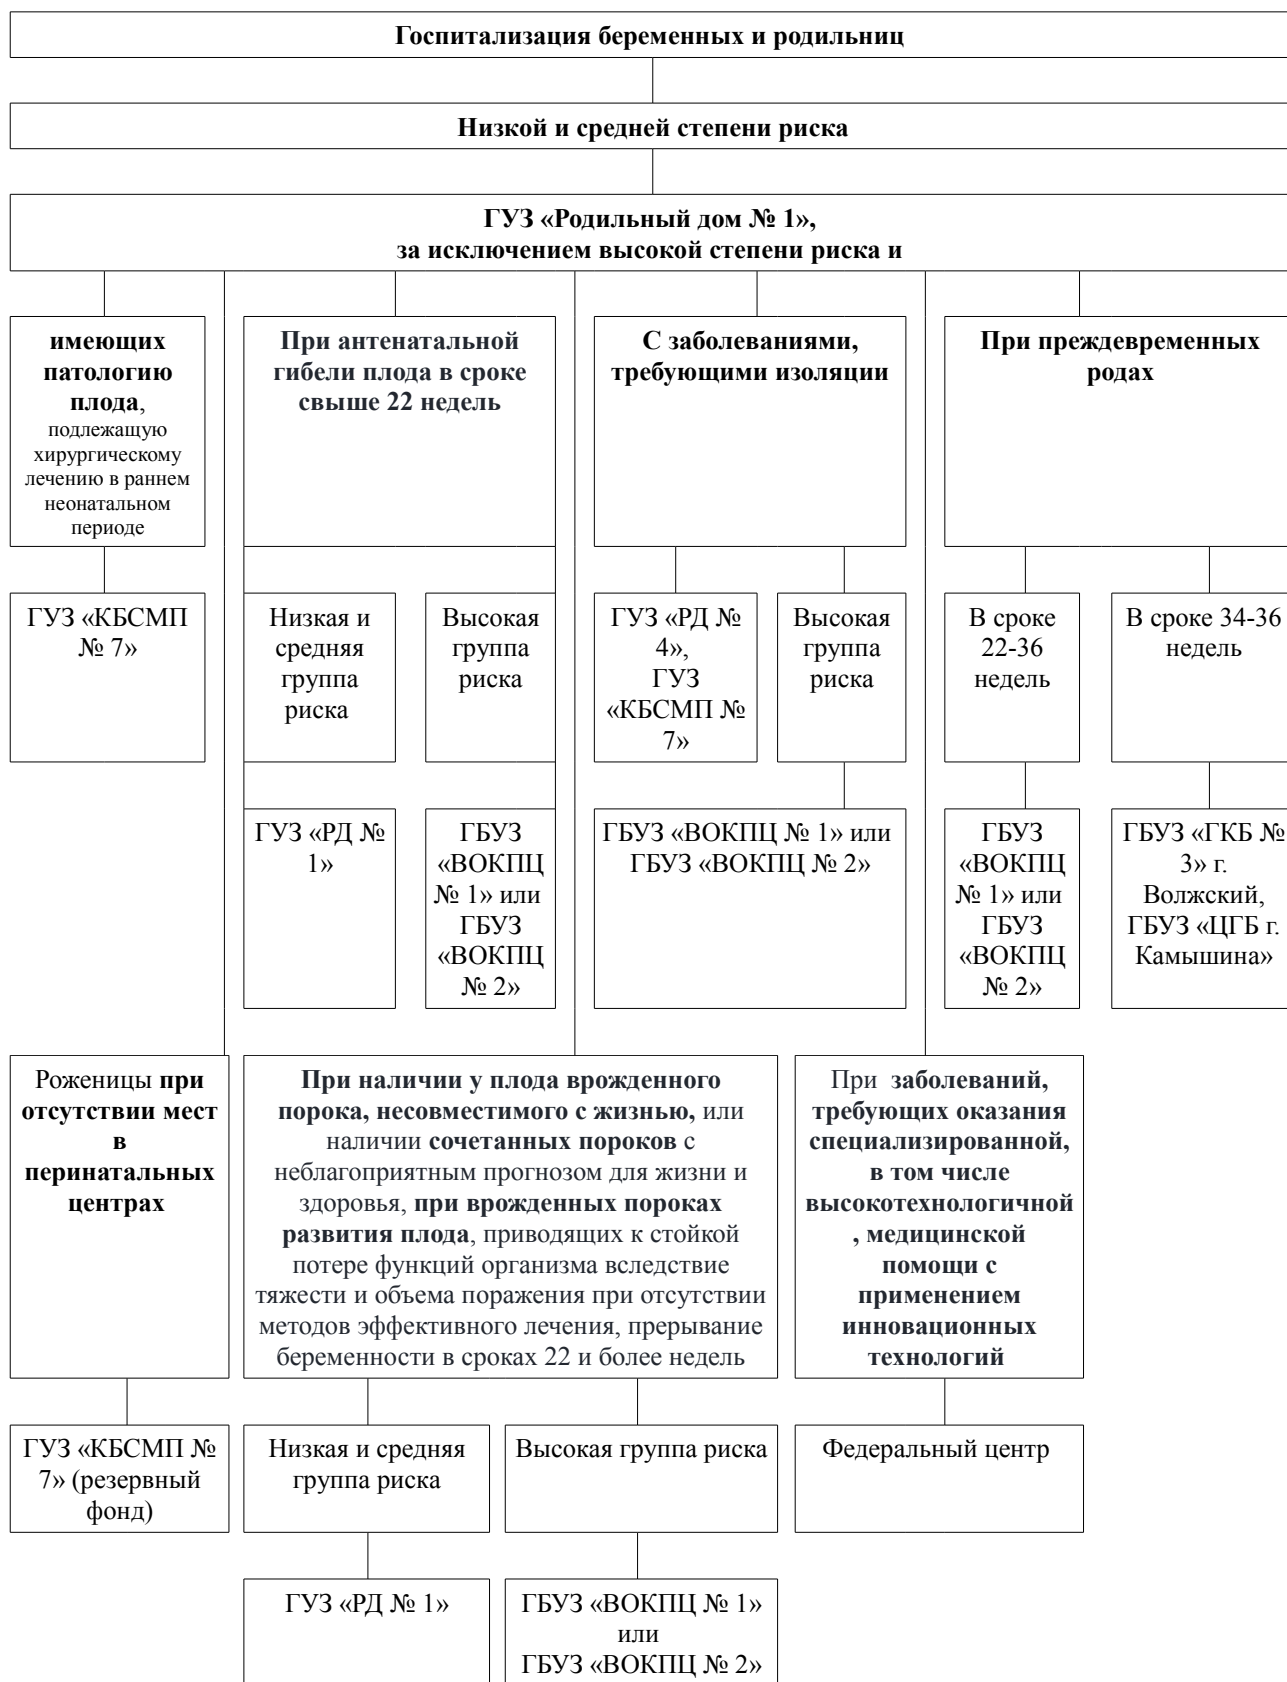 Госпитализация беременных и родильниц
Низкой и средней степени риска
ГУЗ «Родильный дом № 1»,
за исключением высокой степени риска и
имеющих
патологию
плода,
подлежащую
хирургическому
лечению в раннем
неонатальном
периоде
При антенатальной
гибели плода в сроке
свыше 22 недель
С заболеваниями,
требующими изоляции
При преждевременных
родах
ГУЗ «КБСМП
№ 7»
Низкая и
средняя
группа
риска
Высокая
группа
риска
ГУЗ «РД №
4»,
ГУЗ
«КБСМП №
7»
Высокая
группа
риска
В сроке
22-36
недель
В сроке 34-36
недель
ГУЗ «РД №
1»
ГБУЗ
«ВОКПЦ
№ 1» или
ГБУЗ
«ВОКПЦ
№ 2»
ГБУЗ «ВОКПЦ № 1» или
ГБУЗ «ВОКПЦ № 2»
ГБУЗ
«ВОКПЦ
№ 1» или
ГБУЗ
«ВОКПЦ
№ 2»
ГБУЗ «ГКБ №
3» г.
Волжский,
ГБУЗ «ЦГБ г.
Камышина»
Роженицы при
отсутствии мест
в
перинатальных
центрах
При наличии у плода врожденного
порока, несовместимого с жизнью, или
наличии сочетанных пороков с
неблагоприятным прогнозом для жизни и
здоровья, при врожденных пороках
развития плода, приводящих к стойкой
потере функций организма вследствие
тяжести и объема поражения при отсутствии
методов эффективного лечения, прерывание
беременности в сроках 22 и более недель
При заболеваний,
требующих оказания
специализированной,
в том числе
высокотехнологичной
, медицинской
помощи с
применением
инновационных
технологий
ГУЗ «КБСМП №
7» (резервный
фонд)
Низкая и средняя
группа риска
Высокая группа риска
Федеральный центр
ГУЗ «РД № 1»
ГБУЗ «ВОКПЦ № 1»
или
ГБУЗ «ВОКПЦ № 2»